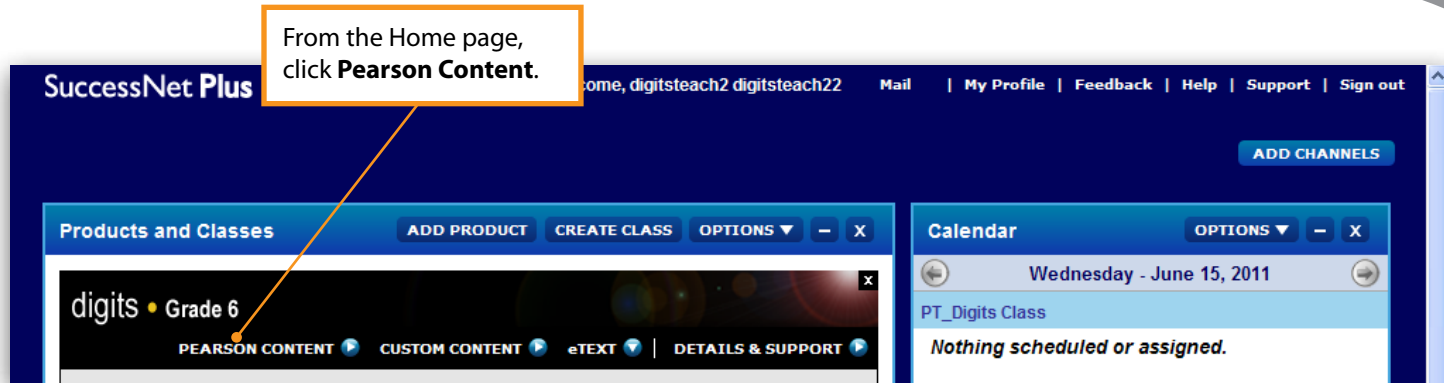 From the Home page,
click Pearson Content.
SuccessNet Plus
come, digitsteach2 digitsteach22 Mail | My Profile | Feedback | Help | Support | Sign out
ADD CHANNELS
Products and Classes ADD PRODUCT CREATE CLASS OPTIONS ▼ – X
digits • Grade 6 X
PEARSON CONTENT CUSTOM CONTENT eTEXT | DETAILS & SUPPORT
Calendar OPTIONS ▼ – X
Wednesday - June 15, 2011
PT_Digits Class
Nothing scheduled or assigned.